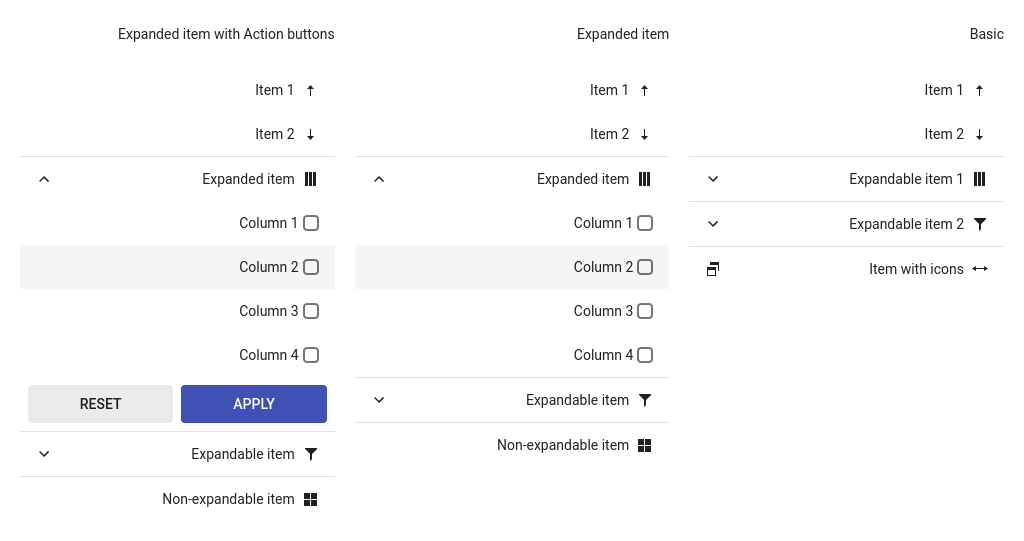 Basic
Item 1
Item 2
Expandable item 1
Expandable item 2
Item with icons
Expanded item
Item 1
Item 2
Expanded item
Column 1
Column 2
Column 3
Column 4
Expandable item
Non-expandable item
Expanded item with Action buttons
Item 1
Item 2
Expanded item
Column 1
Column 2
Column 3
Column 4
RESET
APPLY
Expandable item
Non-expandable item